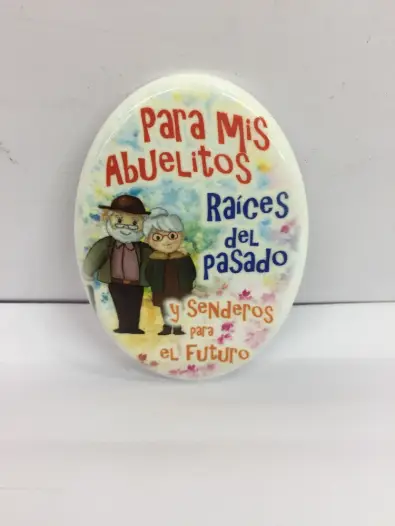 Para Mis
Abuelitos
Raíces
del
Pasado
y Senderos
para
el Futuro